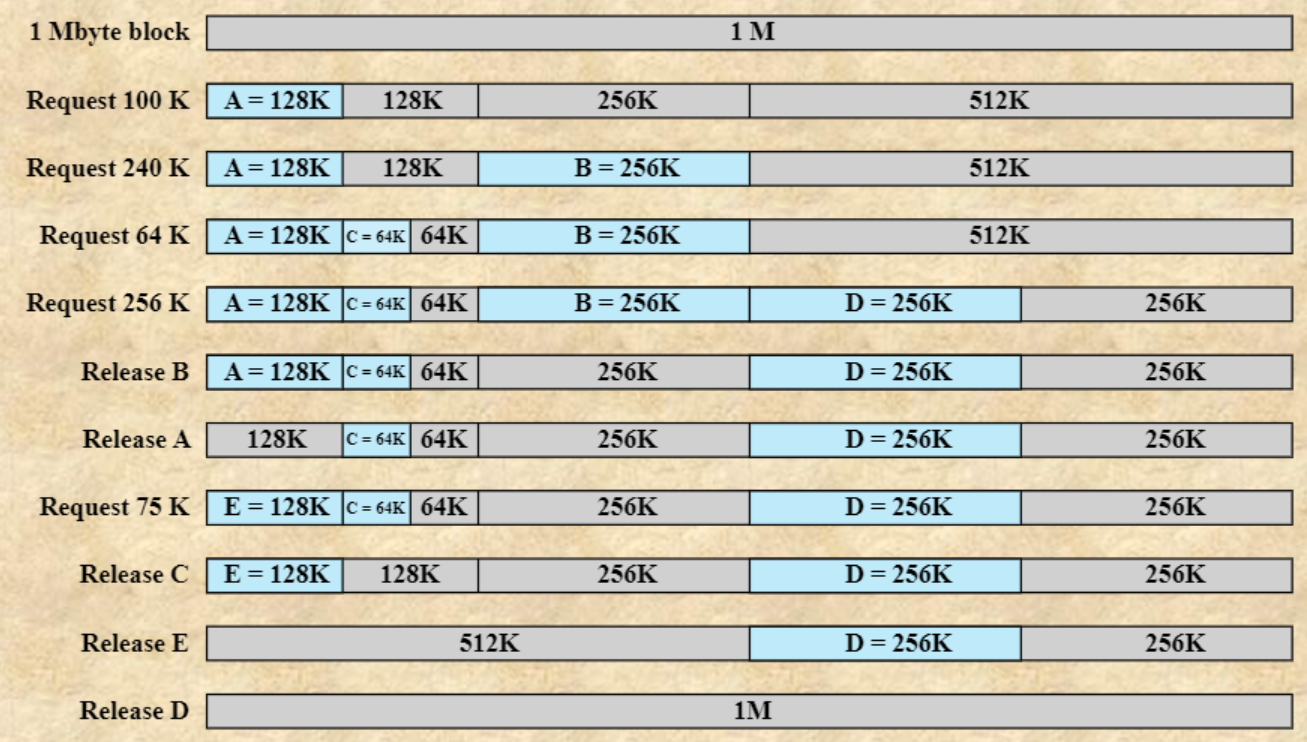 1 Mbyte block 1 M
Request 100 K A = 128K 128K 256K 512K
Request 240 K A = 128K 128K B = 256K 512K
Request 64 K A = 128K C = 64K 64K B = 256K 512K
Request 256 K A = 128K C = 64K 64K B = 256K D = 256K 256K
Release B A = 128K C = 64K 64K 256K D = 256K 256K
Release A 128K C = 64K 64K 256K D = 256K 256K
Request 75 K E = 128K C = 64K 64K 256K D = 256K 256K
Release C E = 128K 128K 256K D = 256K 256K
Release E 512K D = 256K 256K
Release D 1M